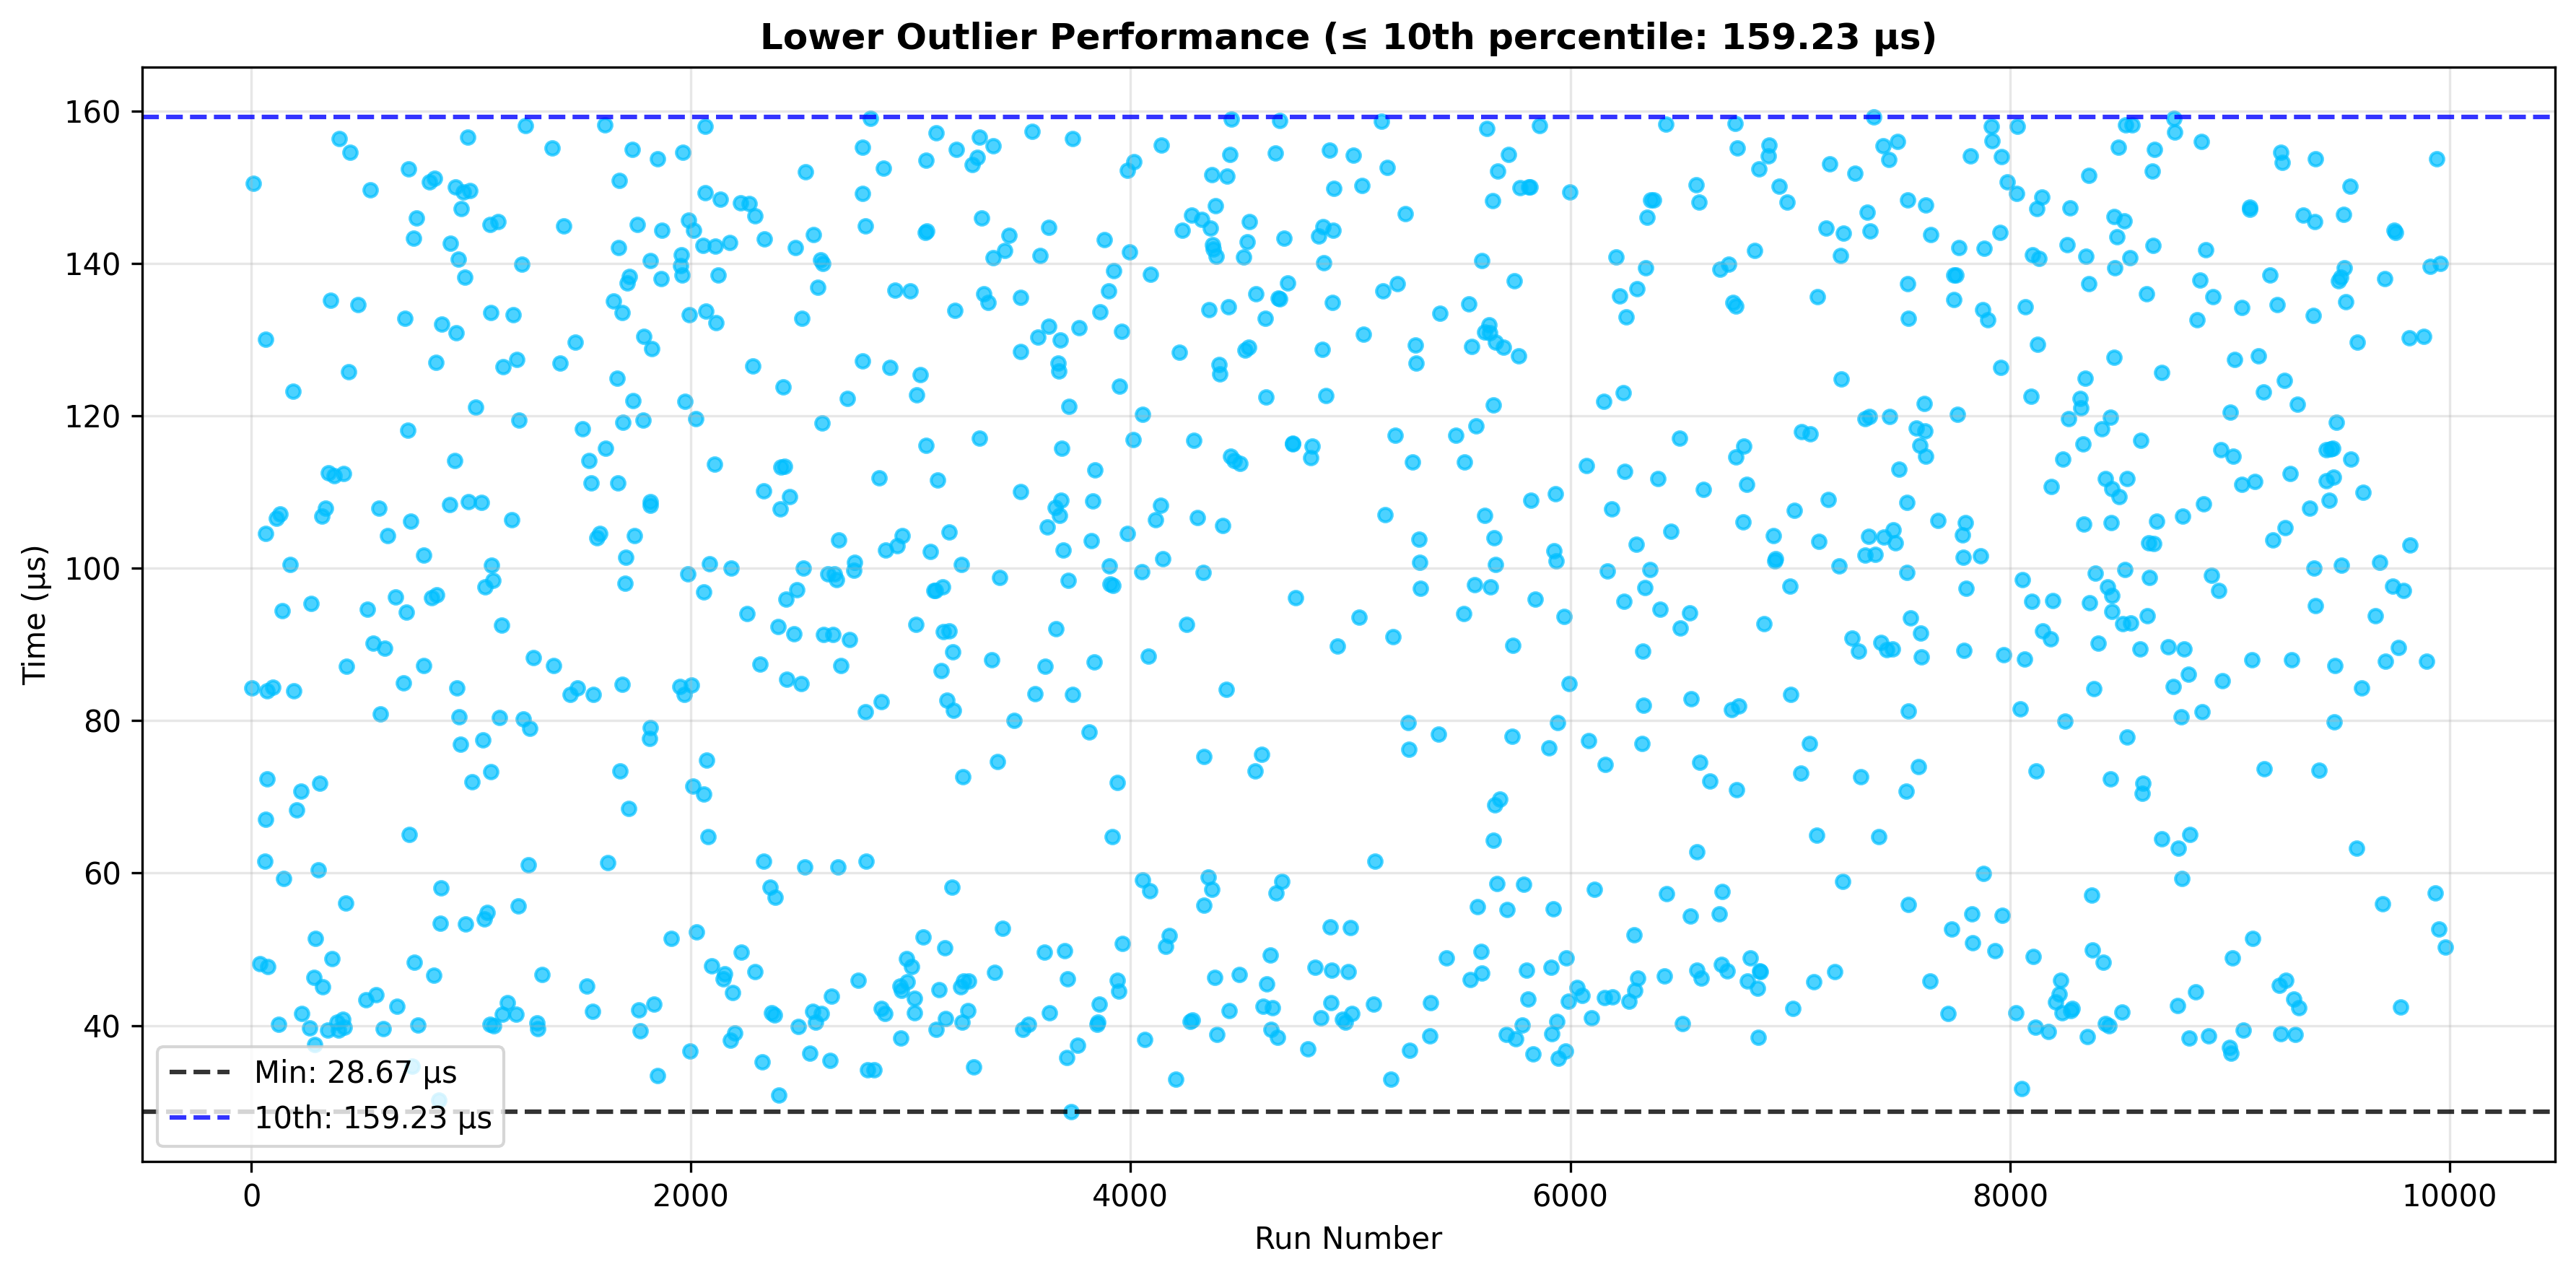 Lower Outlier Performance (≤ 10th percentile: 159.23 μs)
Time (μs)
160
140
120
100
80
60
40
Min: 28.67 μs
10th: 159.23 μs
0 2000 4000 6000 8000 10000
Run Number